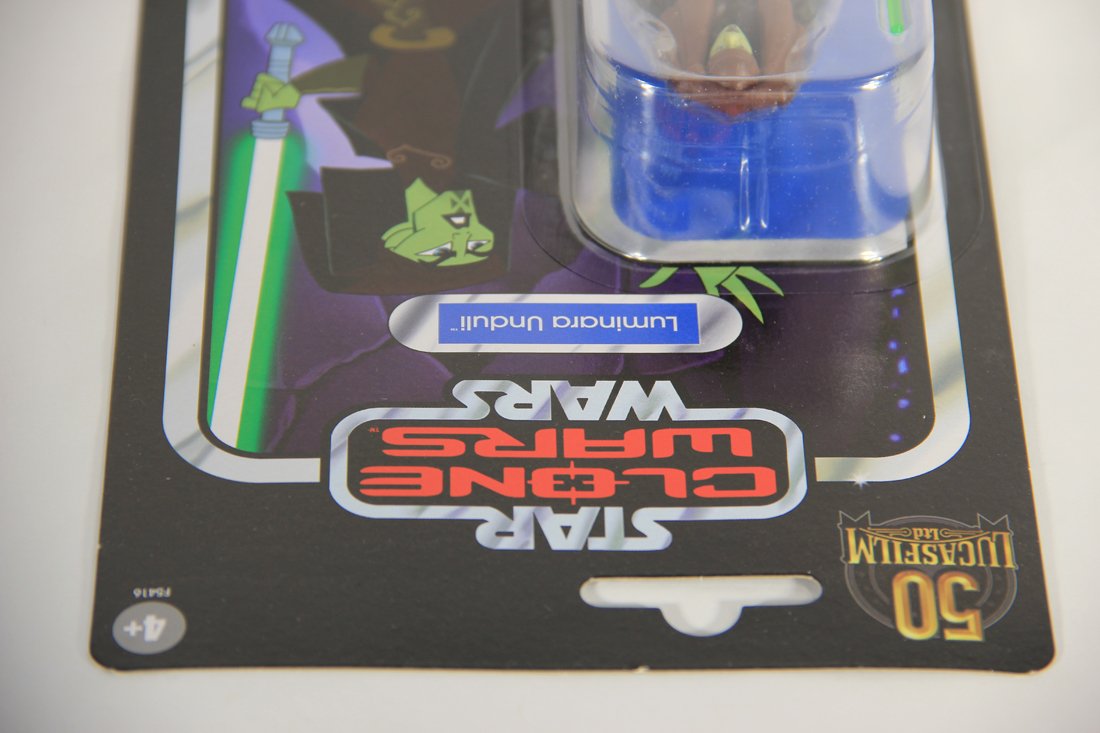 50
LUCASFILM
Ltd
4+
F5416
STAR
CLONE
WARS™
WARS
Luminara Unduli™